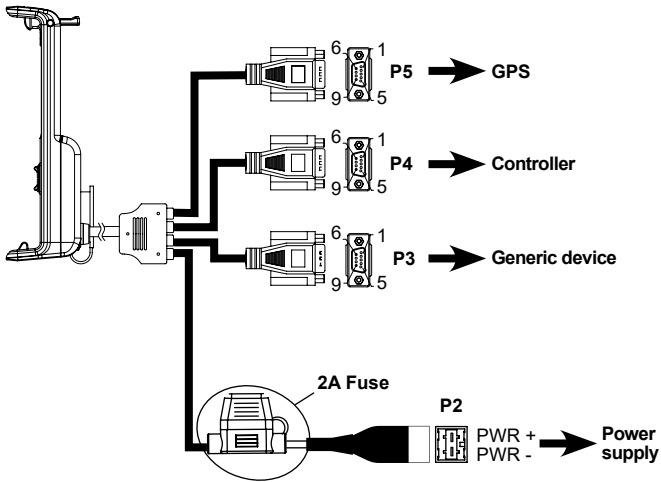 6 1
P5 GPS
9 5
6 1
P4 Controller
9 5
6 1
P3 Generic device
9 5
2A Fuse
P2
PWR + Power
PWR - supply